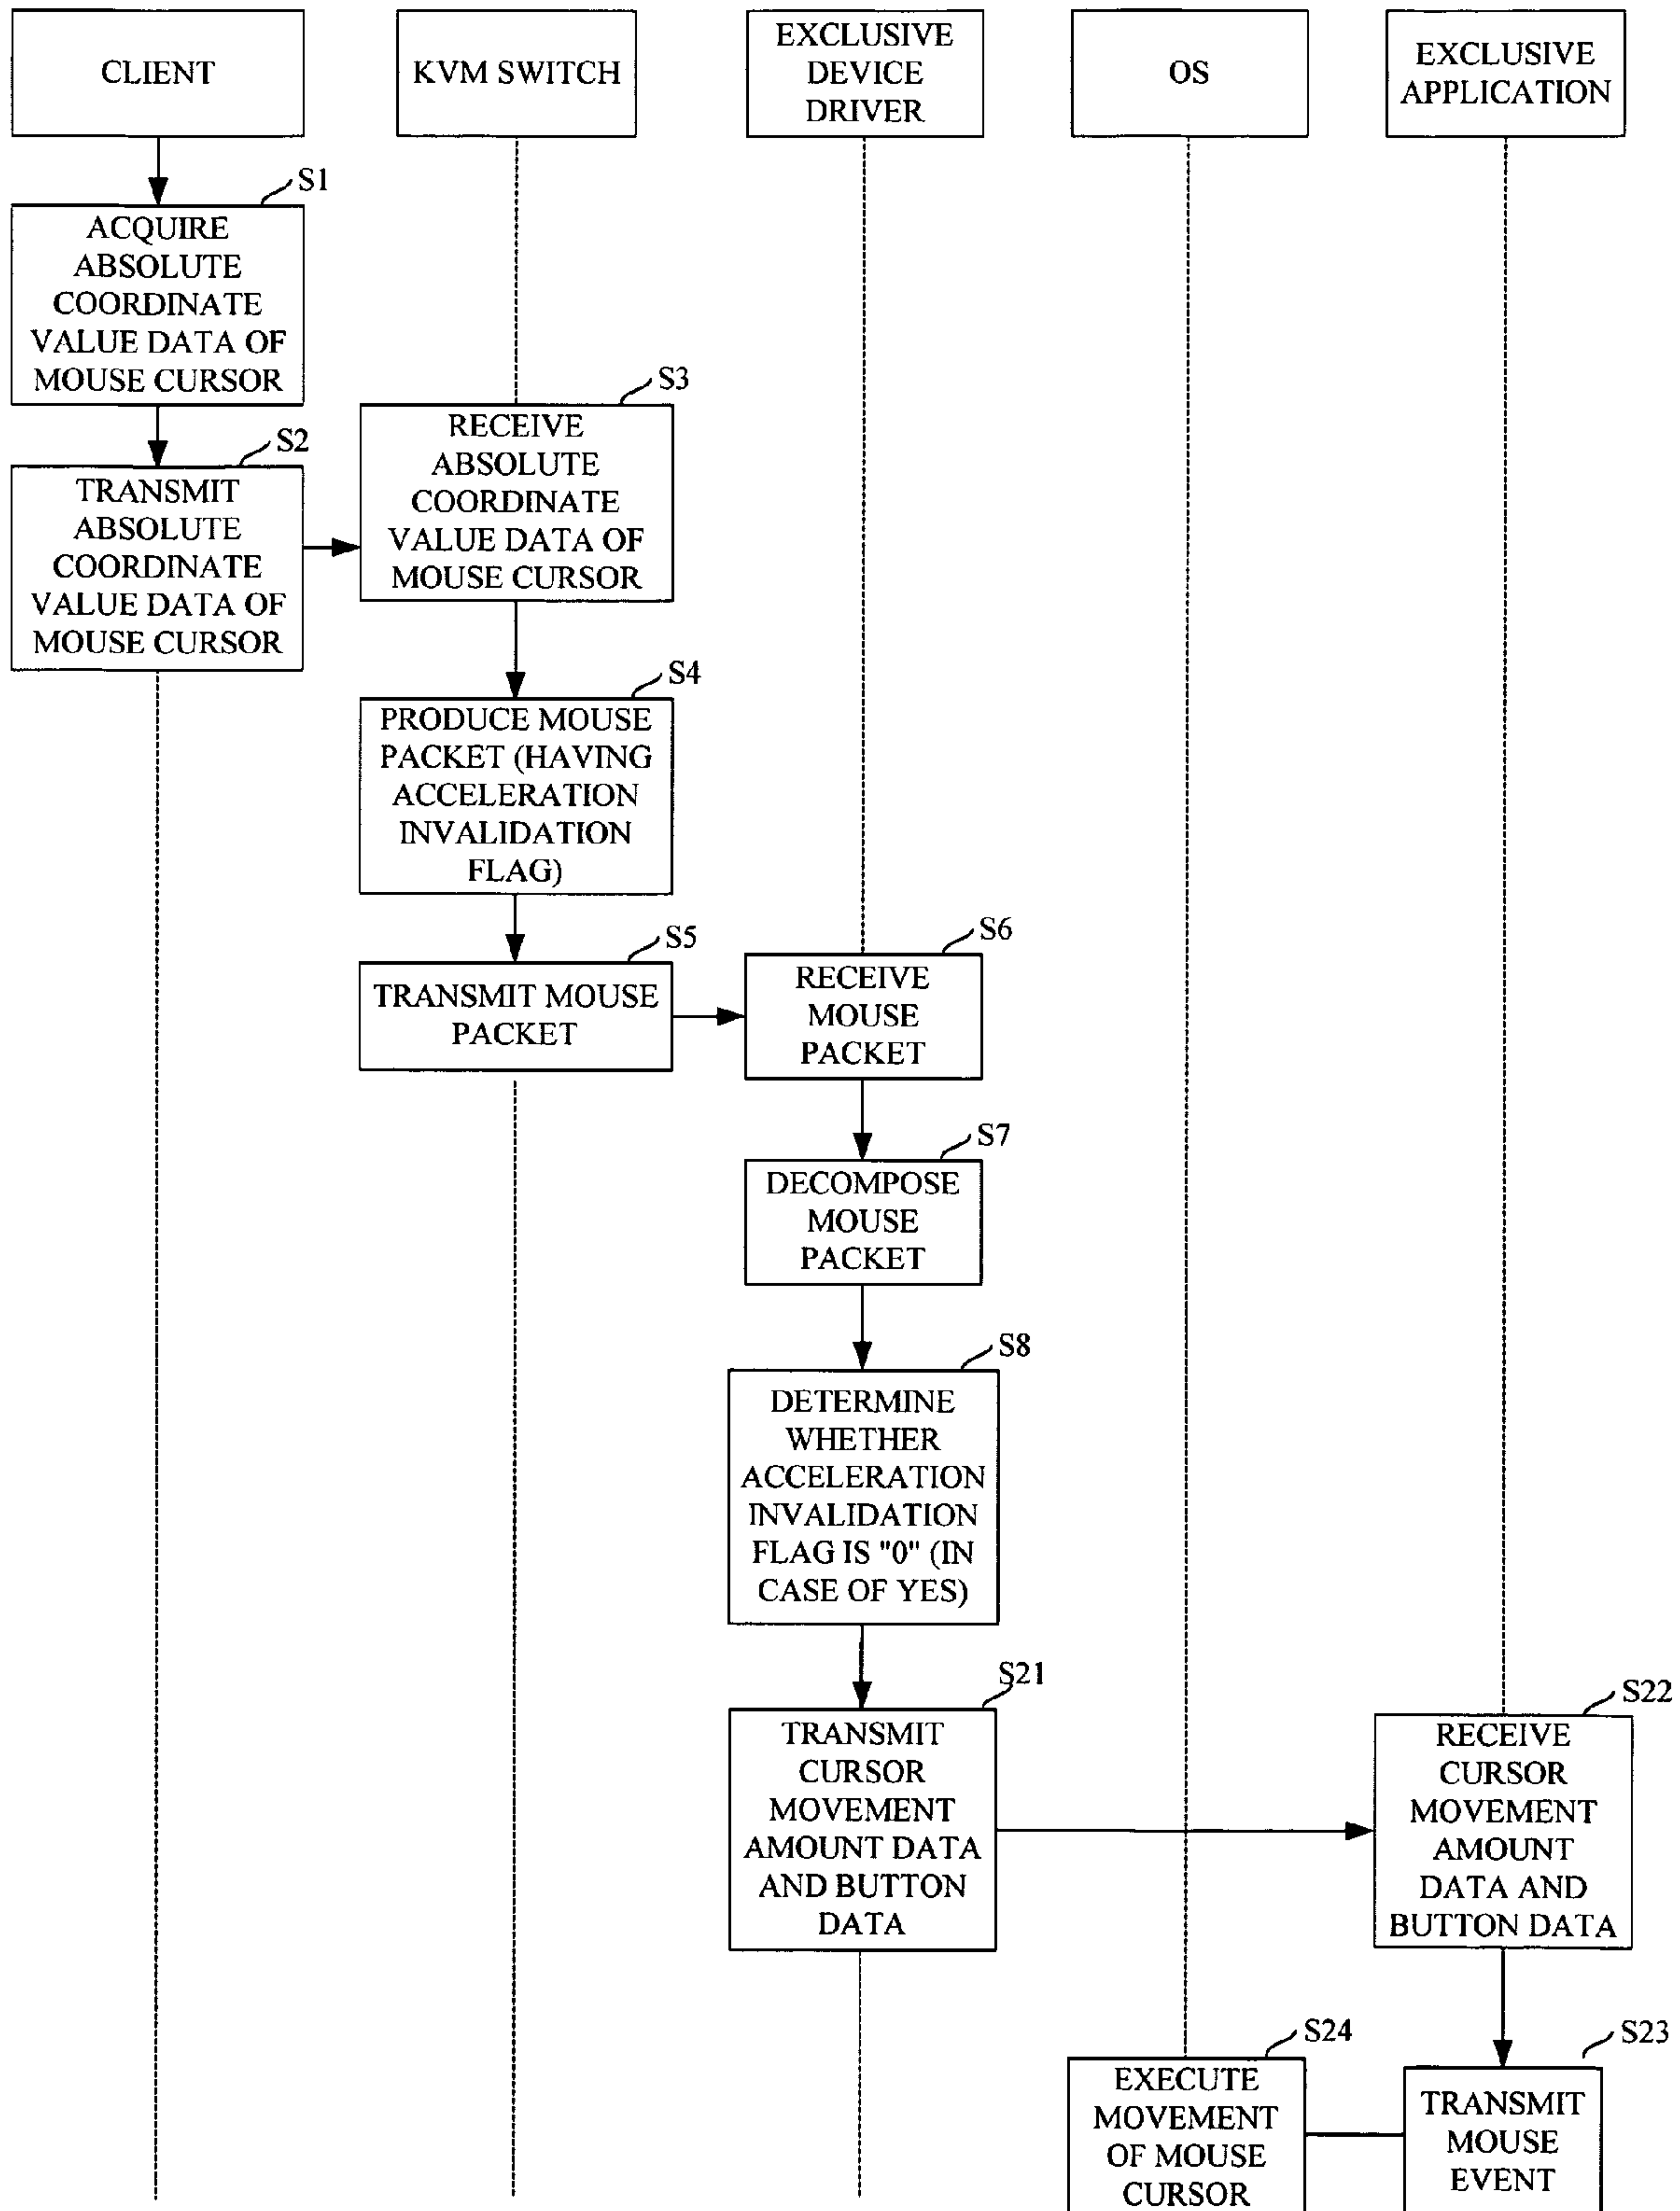 CLIENT
KVM SWITCH
EXCLUSIVE
DEVICE
DRIVER
OS
EXCLUSIVE
APPLICATION
S1
ACQUIRE
ABSOLUTE
COORDINATE
VALUE DATA OF
MOUSE CURSOR
S2
TRANSMIT
ABSOLUTE
COORDINATE
VALUE DATA OF
MOUSE CURSOR
S3
RECEIVE
ABSOLUTE
COORDINATE
VALUE DATA OF
MOUSE CURSOR
S4
PRODUCE MOUSE
PACKET (HAVING
ACCELERATION
INVALIDATION
FLAG)
S5
TRANSMIT MOUSE
PACKET
S6
RECEIVE
MOUSE
PACKET
S7
DECOMPOSE
MOUSE
PACKET
S8
DETERMINE
WHETHER
ACCELERATION
INVALIDATION
FLAG IS "0" (IN
CASE OF YES)
S21
TRANSMIT
CURSOR
MOVEMENT
AMOUNT DATA
AND BUTTON
DATA
S22
RECEIVE
CURSOR
MOVEMENT
AMOUNT
DATA AND
BUTTON DATA
S23
TRANSMIT
MOUSE
EVENT
S24
EXECUTE
MOVEMENT
OF MOUSE
CURSOR